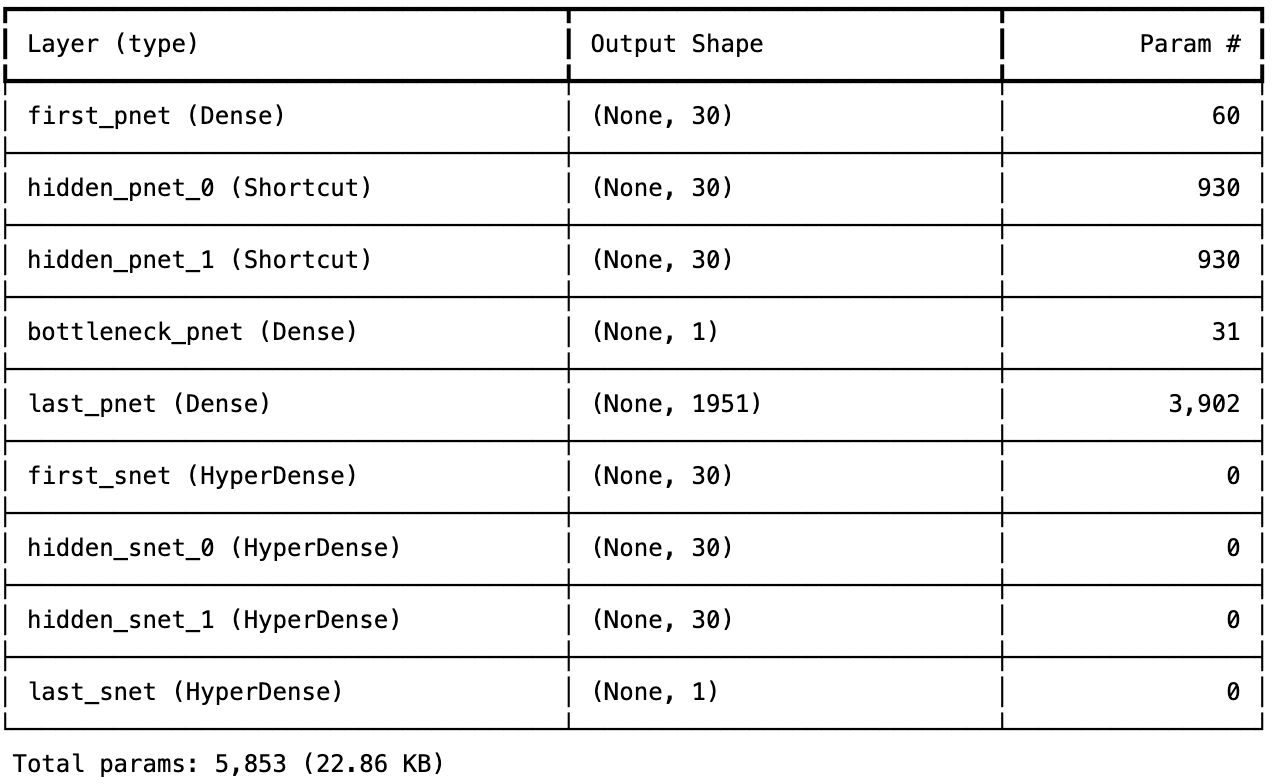 Layer (type) Output Shape Param #
first_pnet (Dense) (None, 30) 60
hidden_pnet_0 (Shortcut) (None, 30) 930
hidden_pnet_1 (Shortcut) (None, 30) 930
bottleneck_pnet (Dense) (None, 1) 31
last_pnet (Dense) (None, 1951) 3,902
first_snet (HyperDense) (None, 30) 0
hidden_snet_0 (HyperDense) (None, 30) 0
hidden_snet_1 (HyperDense) (None, 30) 0
last_snet (HyperDense) (None, 1) 0
Total params: 5,853 (22.86 KB)